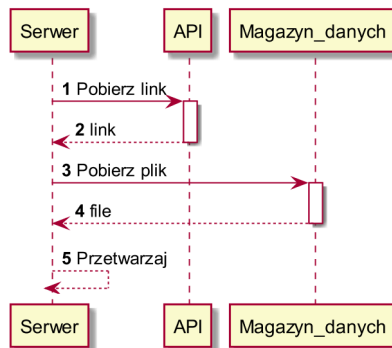 Serwer API Magazyn_danych
1 Pobierz link
2 link
3 Pobierz plik
4 file
5 Przetwarzaj
Serwer API Magazyn_danych